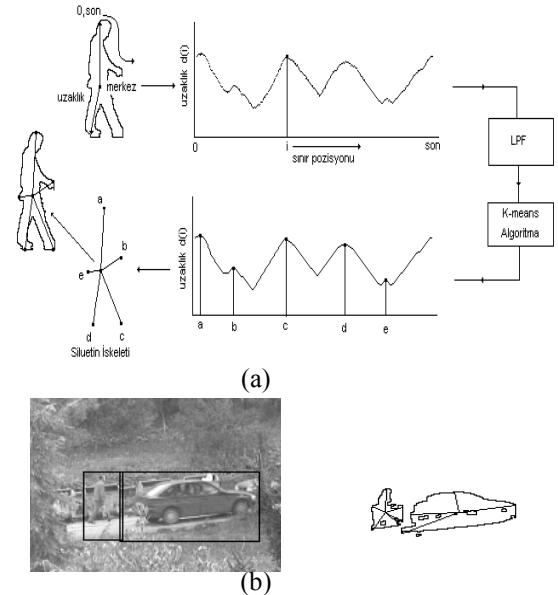 0,son
uzaklık
merkez
uzaklık d(i)
0
i
sınır pozisyonu
son
LPF
K-means
Algoritma
uzaklık d(i)
a
b
c
d
e
a
b
e
d
c
Siluetin İskeleti
(a)
(b)